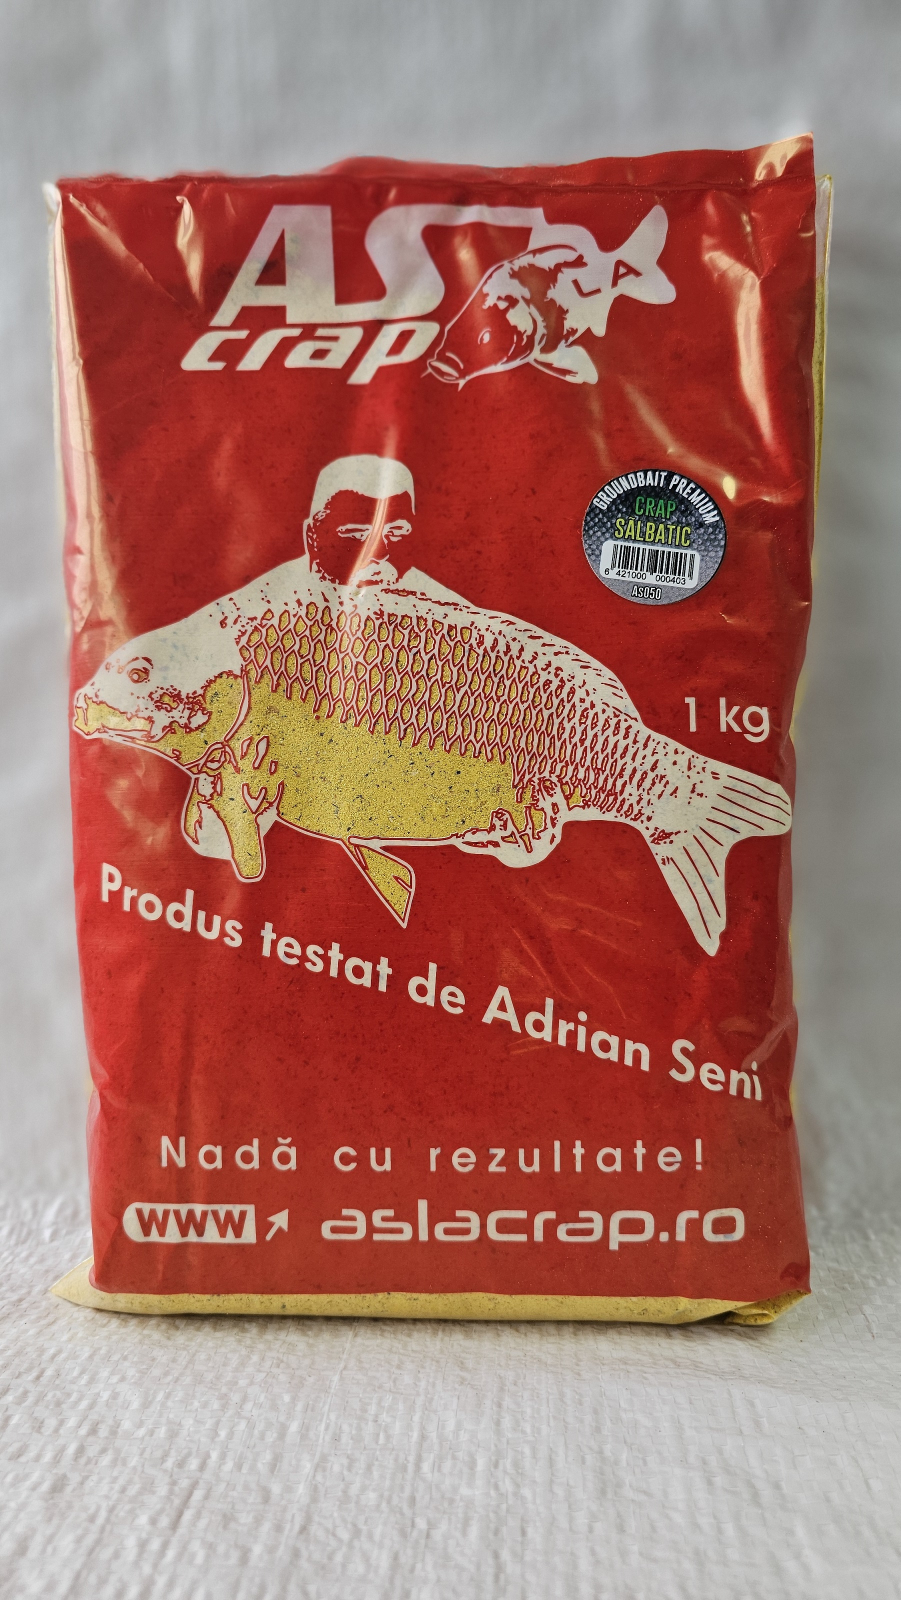 AS LA
crap
GROUNDBAIT PREMIUM
CRAP
SĂLBATIC
6 421000 000403
As050
1 kg
Produs testat de Adrian Seni
Nadă cu rezultate!
www aslacrap.ro